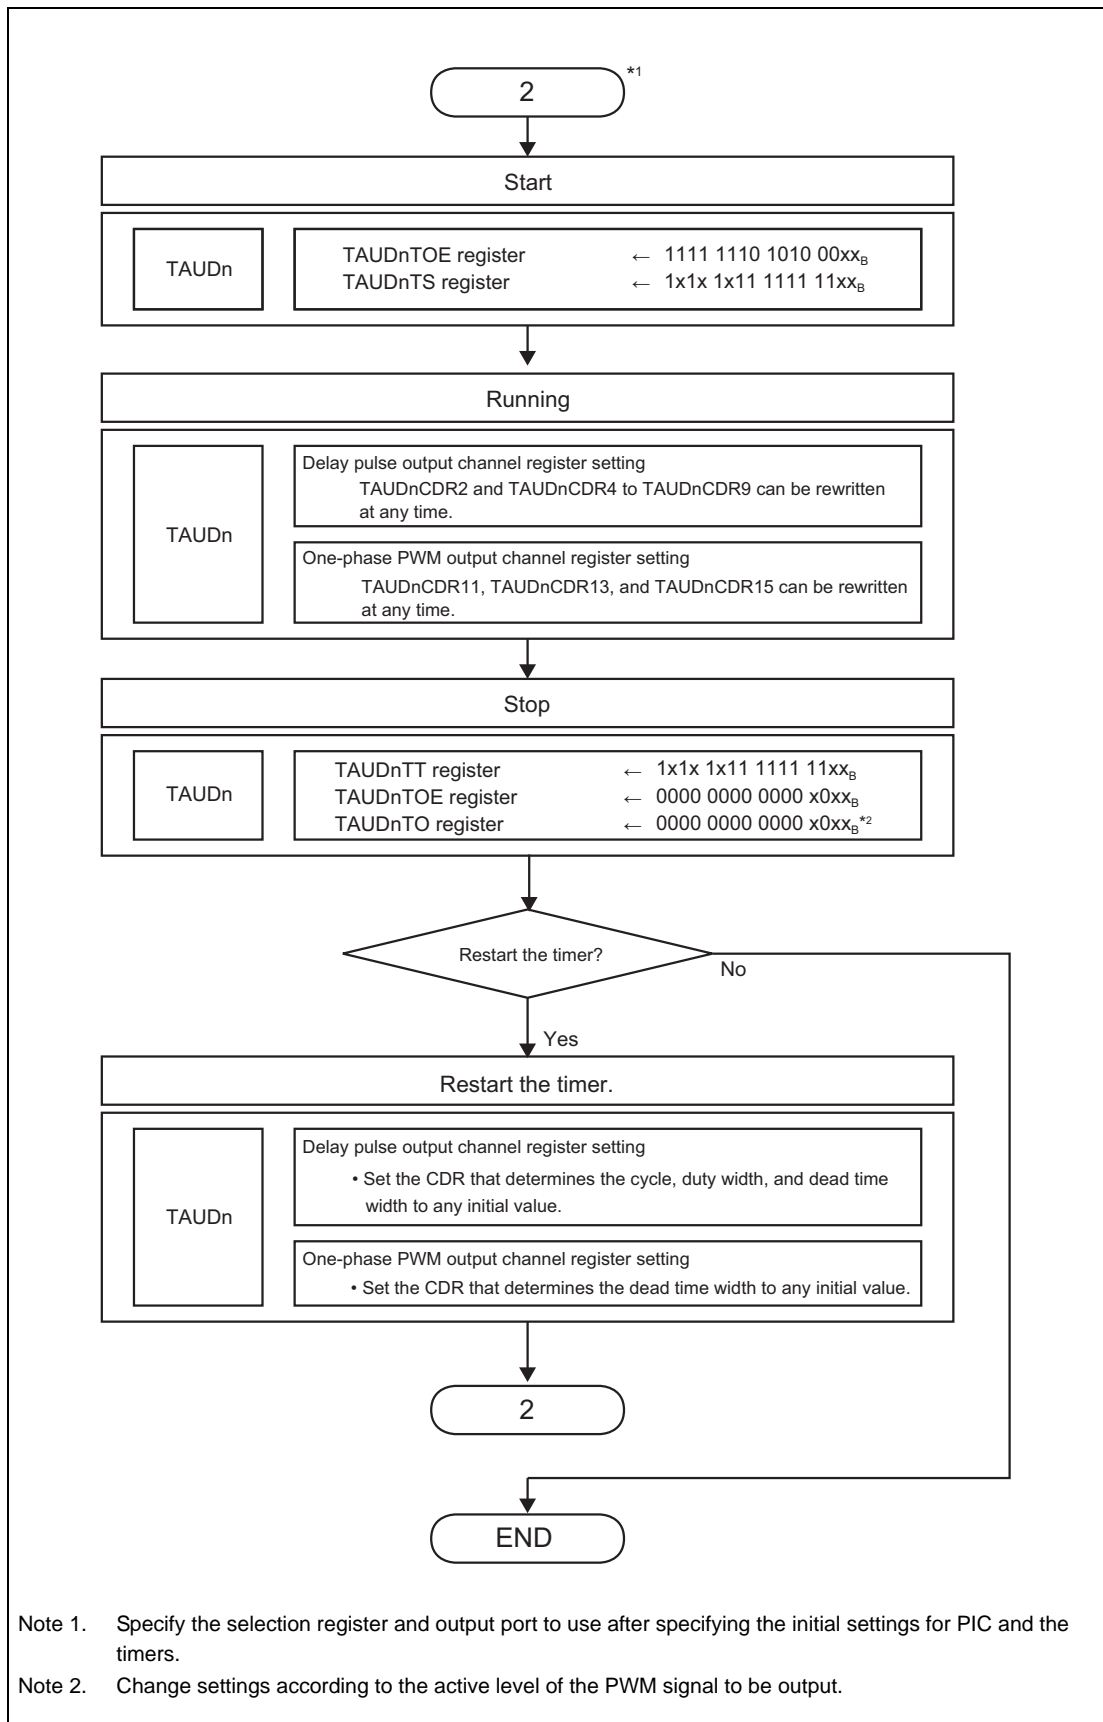 2 *1
Start
TAUDn
TAUDnTOE register ← 1111 1110 1010 00xxB
TAUDnTS register ← 1x1x 1x11 1111 11xxB
Running
TAUDn
Delay pulse output channel register setting
TAUDnCDR2 and TAUDnCDR4 to TAUDnCDR9 can be rewritten
at any time.
One-phase PWM output channel register setting
TAUDnCDR11, TAUDnCDR13, and TAUDnCDR15 can be rewritten
at any time.
Stop
TAUDn
TAUDnTT register ← 1x1x 1x11 1111 11xxB
TAUDnTOE register ← 0000 0000 0000 x0xxB
TAUDnTO register ← 0000 0000 0000 x0xxB*2
Restart the timer?
No
Yes
Restart the timer.
TAUDn
Delay pulse output channel register setting
• Set the CDR that determines the cycle, duty width, and dead time
width to any initial value.
One-phase PWM output channel register setting
• Set the CDR that determines the dead time width to any initial value.
2
END
Note 1. Specify the selection register and output port to use after specifying the initial settings for PIC and the
timers.
Note 2. Change settings according to the active level of the PWM signal to be output.